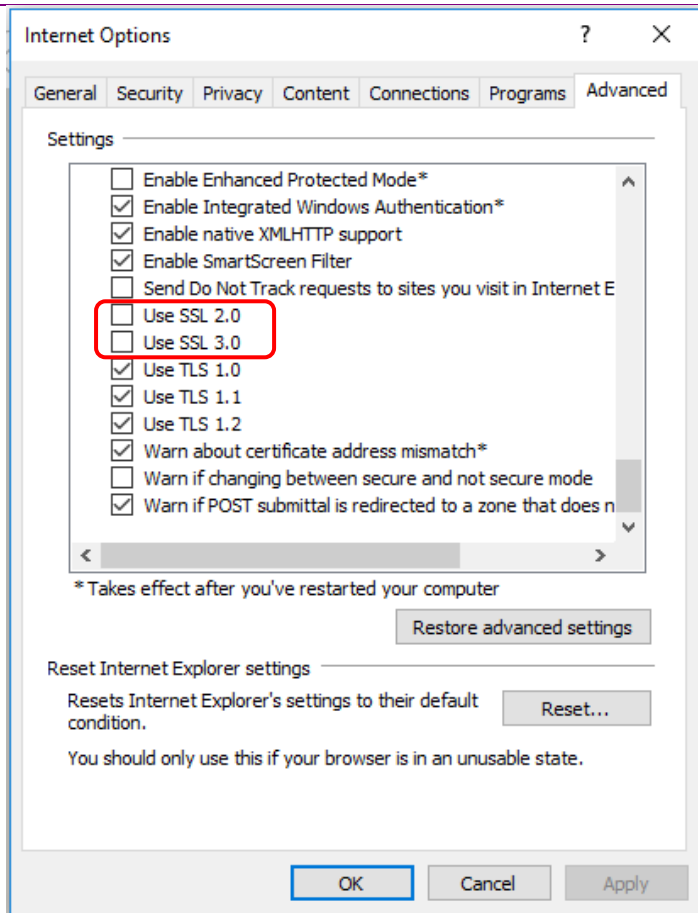 Internet Options
General Security Privacy Content Connections Programs Advanced
Settings
Enable Enhanced Protected Mode*
Enable Integrated Windows Authentication*
Enable native XMLHTTP support
Enable SmartScreen Filter
Send Do Not Track requests to sites you visit in Internet E
Use SSL 2.0
Use SSL 3.0
Use TLS 1.0
Use TLS 1.1
Use TLS 1.2
Warn about certificate address mismatch*
Warn if changing between secure and not secure mode
Warn if POST submittal is redirected to a zone that does n
* Takes effect after you've restarted your computer
Restore advanced settings
Reset Internet Explorer settings
Resets Internet Explorer's settings to their default
condition.
Reset...
You should only use this if your browser is in an unusable state.
OK Cancel Apply